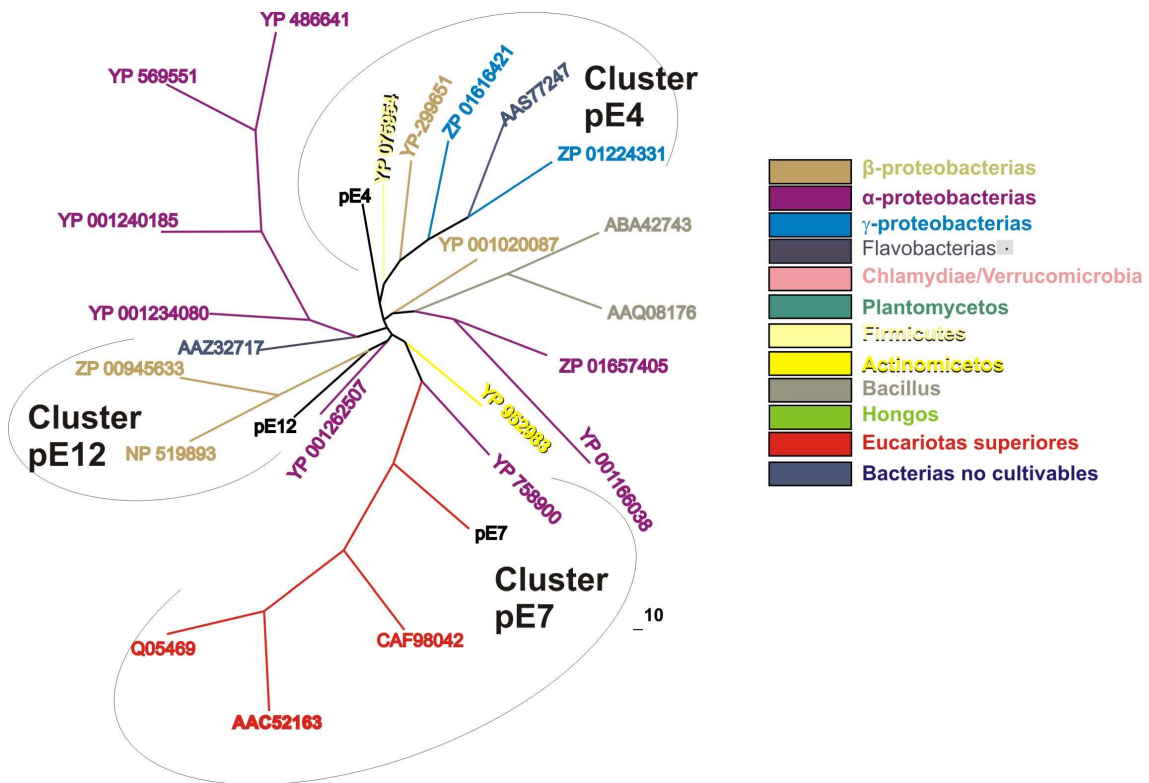 YP 486641
YP 569551
YP 001240185
YP 001234080
AAZ32717
ZP 00945633
NP 519893
Cluster
pE12
pE12
YP 001262507
pE4
YP 075954
YP-299651
ZP 01616421
AAS77247
Cluster
pE4
ZP 01224331
YP 001020087
ABA42743
AAQ08176
ZP 01657405
YP 952983
YP 001166038
YP 758900
pE7
Cluster
pE7
_10
CAF98042
Q05469
AAC52163
β-proteobacterias
α-proteobacterias
γ-proteobacterias
Flavobacterias
Chlamydiae/Verrucomicrobia
Plantomycetos
Firmicutes
Actinomicetos
Bacillus
Hongos
Eucariotas superiores
Bacterias no cultivables